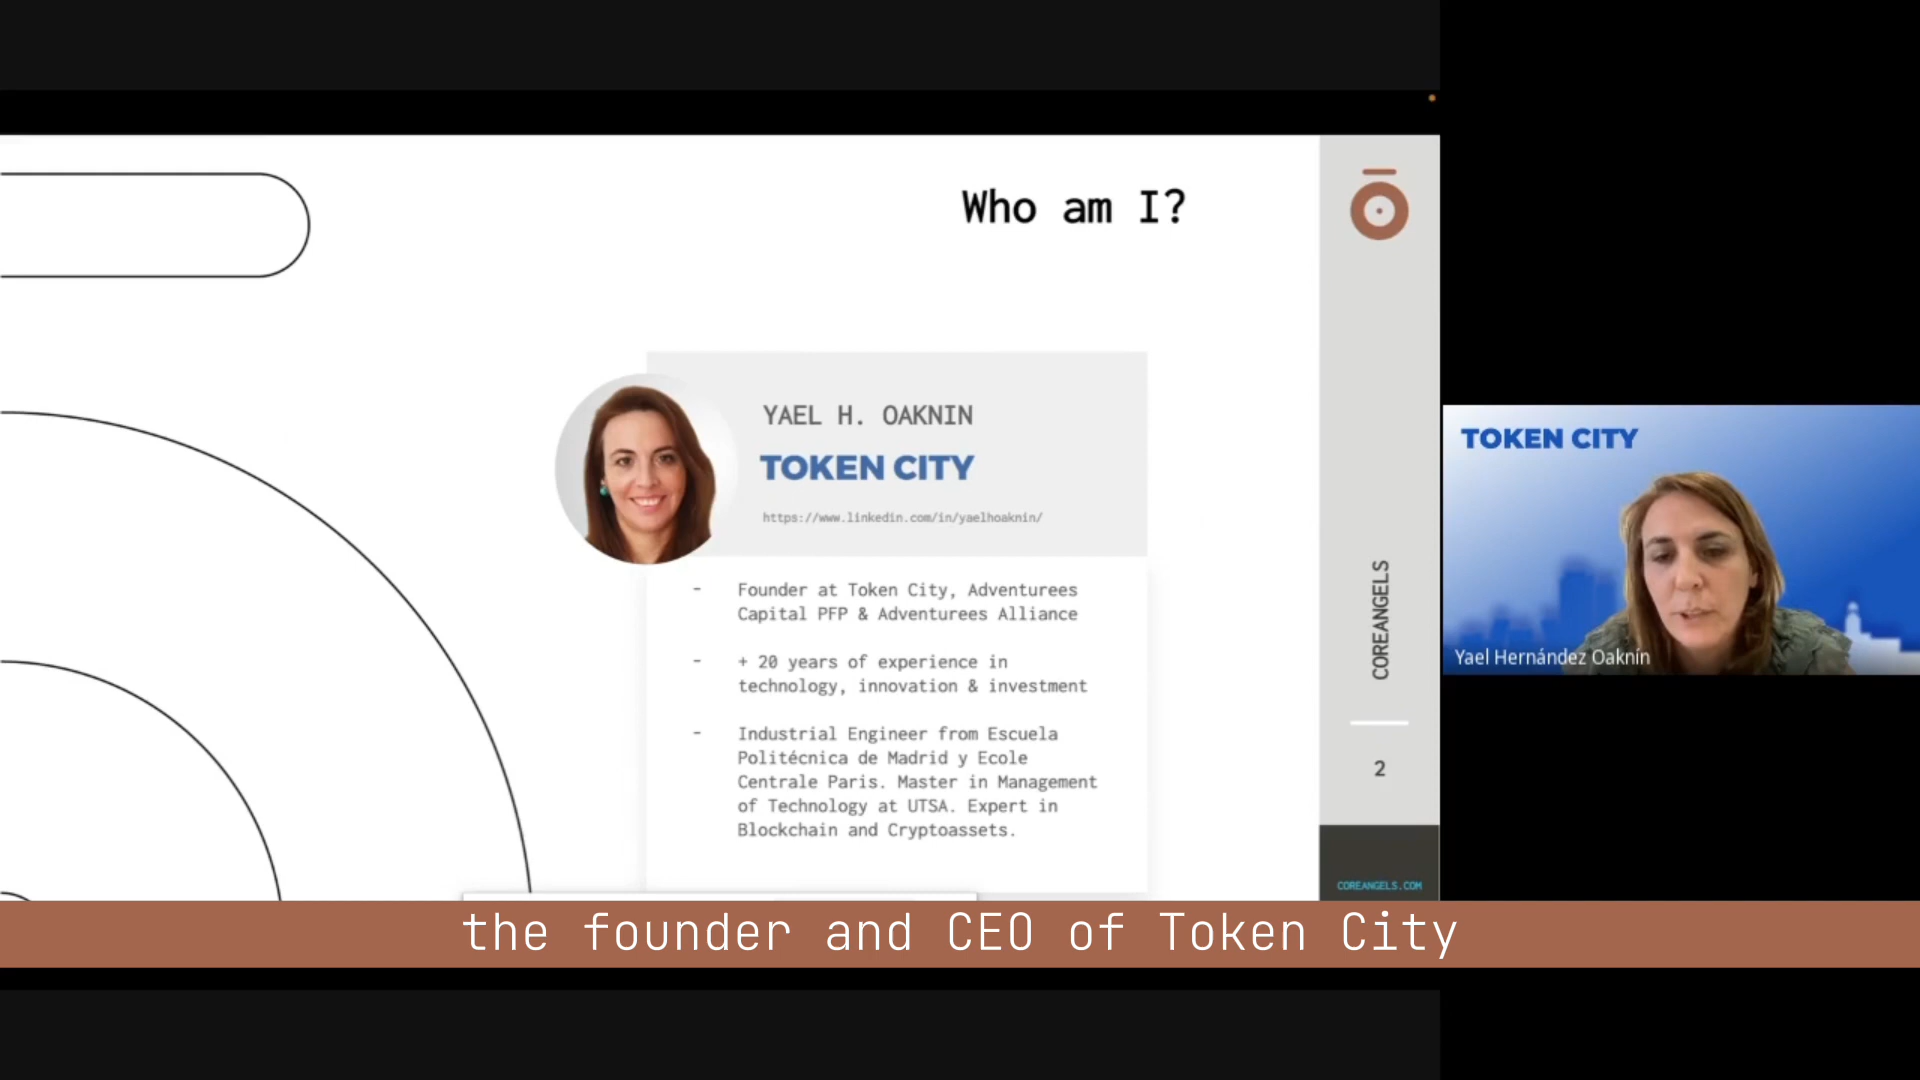 Who am I?
YAEL H. OAKNIN
TOKEN CITY
https://www.linkedin.com/in/yaelhoaknin/
- Founder at Token City, Adventurees
Capital PFP & Adventurees Alliance
- + 20 years of experience in
technology, innovation & investment
- Industrial Engineer from Escuela
Politécnica de Madrid y Ecole
Centrale Paris. Master in Management
of Technology at UTSA. Expert in
Blockchain and Cryptoassets.
COREANGELS
2
COREANGELS.COM
TOKEN CITY
Yael Hernández Oaknín
the founder and CEO of Token City